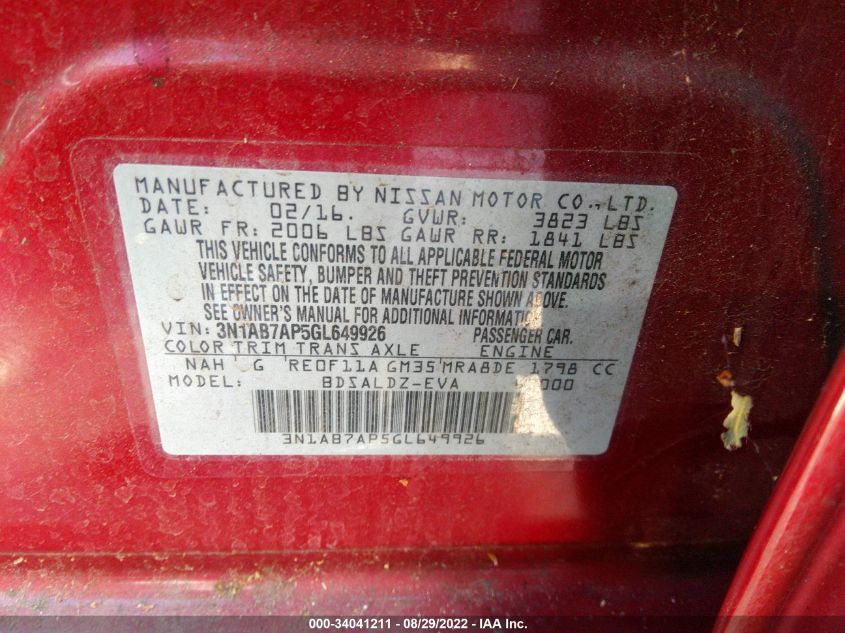 MANUFACTURED BY NISSAN MOTOR CO.,LTD.
DATE: 02/16. GVWR: 3823 LBS
GAWR FR: 2006 LBS GAWR RR: 1841 LBS
THIS VEHICLE CONFORMS TO ALL APPLICABLE FEDERAL MOTOR
VEHICLE SAFETY, BUMPER AND THEFT PREVENTION STANDARDS
IN EFFECT ON THE DATE OF MANUFACTURE SHOWN ABOVE.
SEE OWNER'S MANUAL FOR ADDITIONAL INFORMATION
VIN: 3N1AB7AP5GL649926 PASSENGER CAR.
COLOR TRIM TRANS AXLE ENGINE
NAH G RE0F11A GM35 MRA8DE 1798 CC
MODEL: BDSALDZ-EVA
3N1AB7AP5GL649926
000-34041211 - 08/29/2022 - IAA Inc.